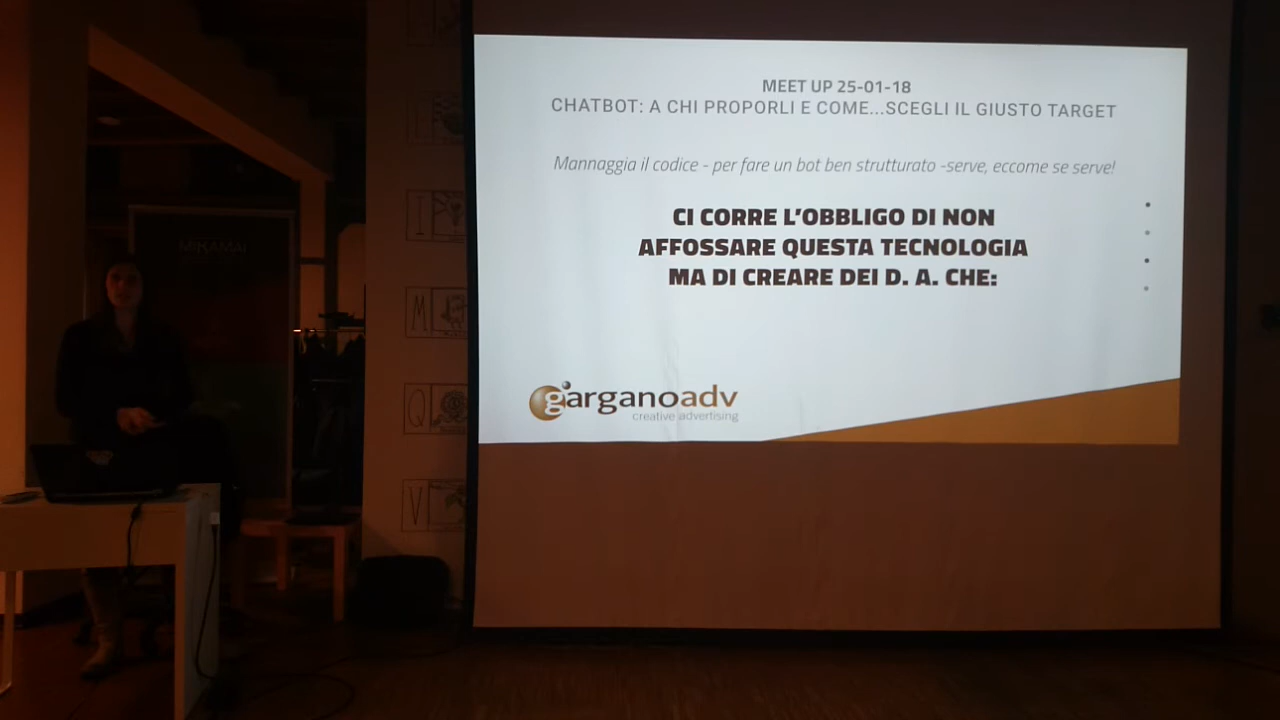 MEET UP 25-01-18
CHATBOT: A CHI PROPORLI E COME...SCEGLI IL GIUSTO TARGET
Mannaggia il codice - per fare un bot ben strutturato -serve, eccome se serve!
CI CORRE L'OBBLIGO DI NON
AFFOSSARE QUESTA TECNOLOGIA
MA DI CREARE DEI D. A. CHE:
garganoadv
creative advertising
MIKAMAI
I
M
Q
V